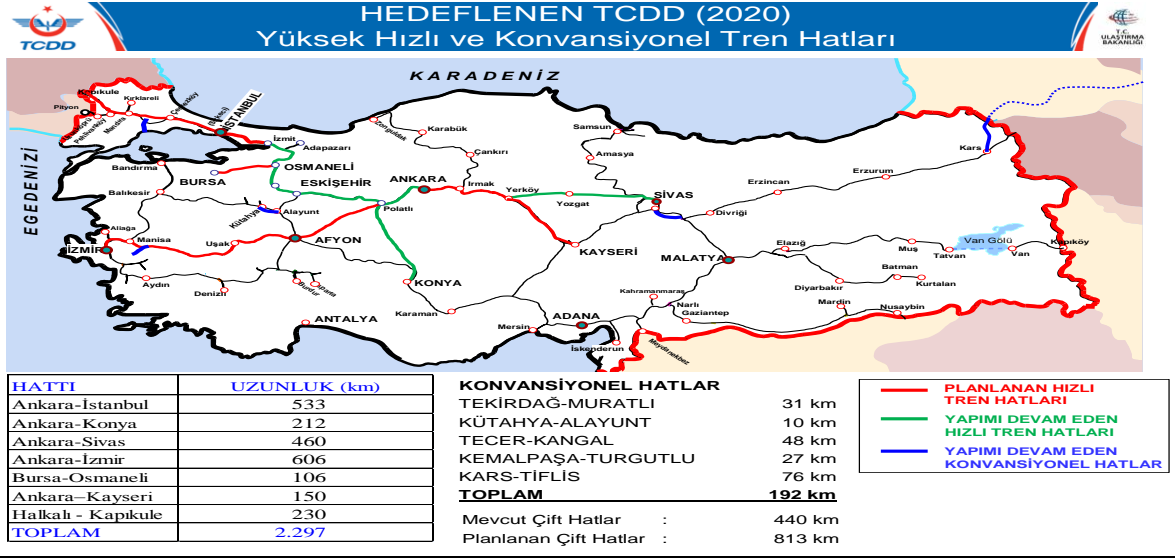 HEDEFLENEN TCDD (2020)
Yüksek Hızlı ve Konvansiyonel Tren Hatları
TCDD
T.C.
ULAŞTIRMA
BAKANLIĞI
KARADENİZ
EGEDENİZİ
Kapıkule
Pityon
Kırklareli
Çerkezköy
Pehlivanköy
Mandıra
İSTANBUL
İzmit
Adapazarı
Zonguldak
Karabük
Çankırı
Samsun
Amasya
Kars
Bandırma
BURSA
OSMANELİ
ESKİŞEHİR
ANKARA
Irmak
Yerköy
Yozgat
SİVAS
Erzincan
Erzurum
Balıkesir
Kütahya
Alayunt
Polatlı
Divriği
Aliağa
Manisa
İZMİR
Uşak
AFYON
KAYSERİ
MALATYA
Elazığ
Muş
Tatvan
Van Gölü
Van
Kapıköy
Aydın
Denizli
Burdur
Isparta
KONYA
Karaman
Kahramanmaraş
Narlı
Gaziantep
Diyarbakır
Batman
Kurtalan
Mardin
Nusaybin
ANTALYA
Mersin
ADANA
İskenderun
Meydanekbez
HATTI UZUNLUK (km)
Ankara-İstanbul 533
Ankara-Konya 212
Ankara-Sivas 460
Ankara-İzmir 606
Bursa-Osmaneli 106
Ankara–Kayseri 150
Halkalı - Kapıkule 230
TOPLAM 2.297
KONVANSİYONEL HATLAR
TEKİRDAĞ-MURATLI 31 km
KÜTAHYA-ALAYUNT 10 km
TECER-KANGAL 48 km
KEMALPAŞA-TURGUTLU 27 km
KARS-TİFLİS 76 km
TOPLAM 192 km
Mevcut Çift Hatlar : 440 km
Planlanan Çift Hatlar : 813 km
PLANLANAN HIZLI
TREN HATLARI
YAPIMI DEVAM EDEN
HIZLI TREN HATLARI
YAPIMI DEVAM EDEN
KONVANSİYONEL HATLAR